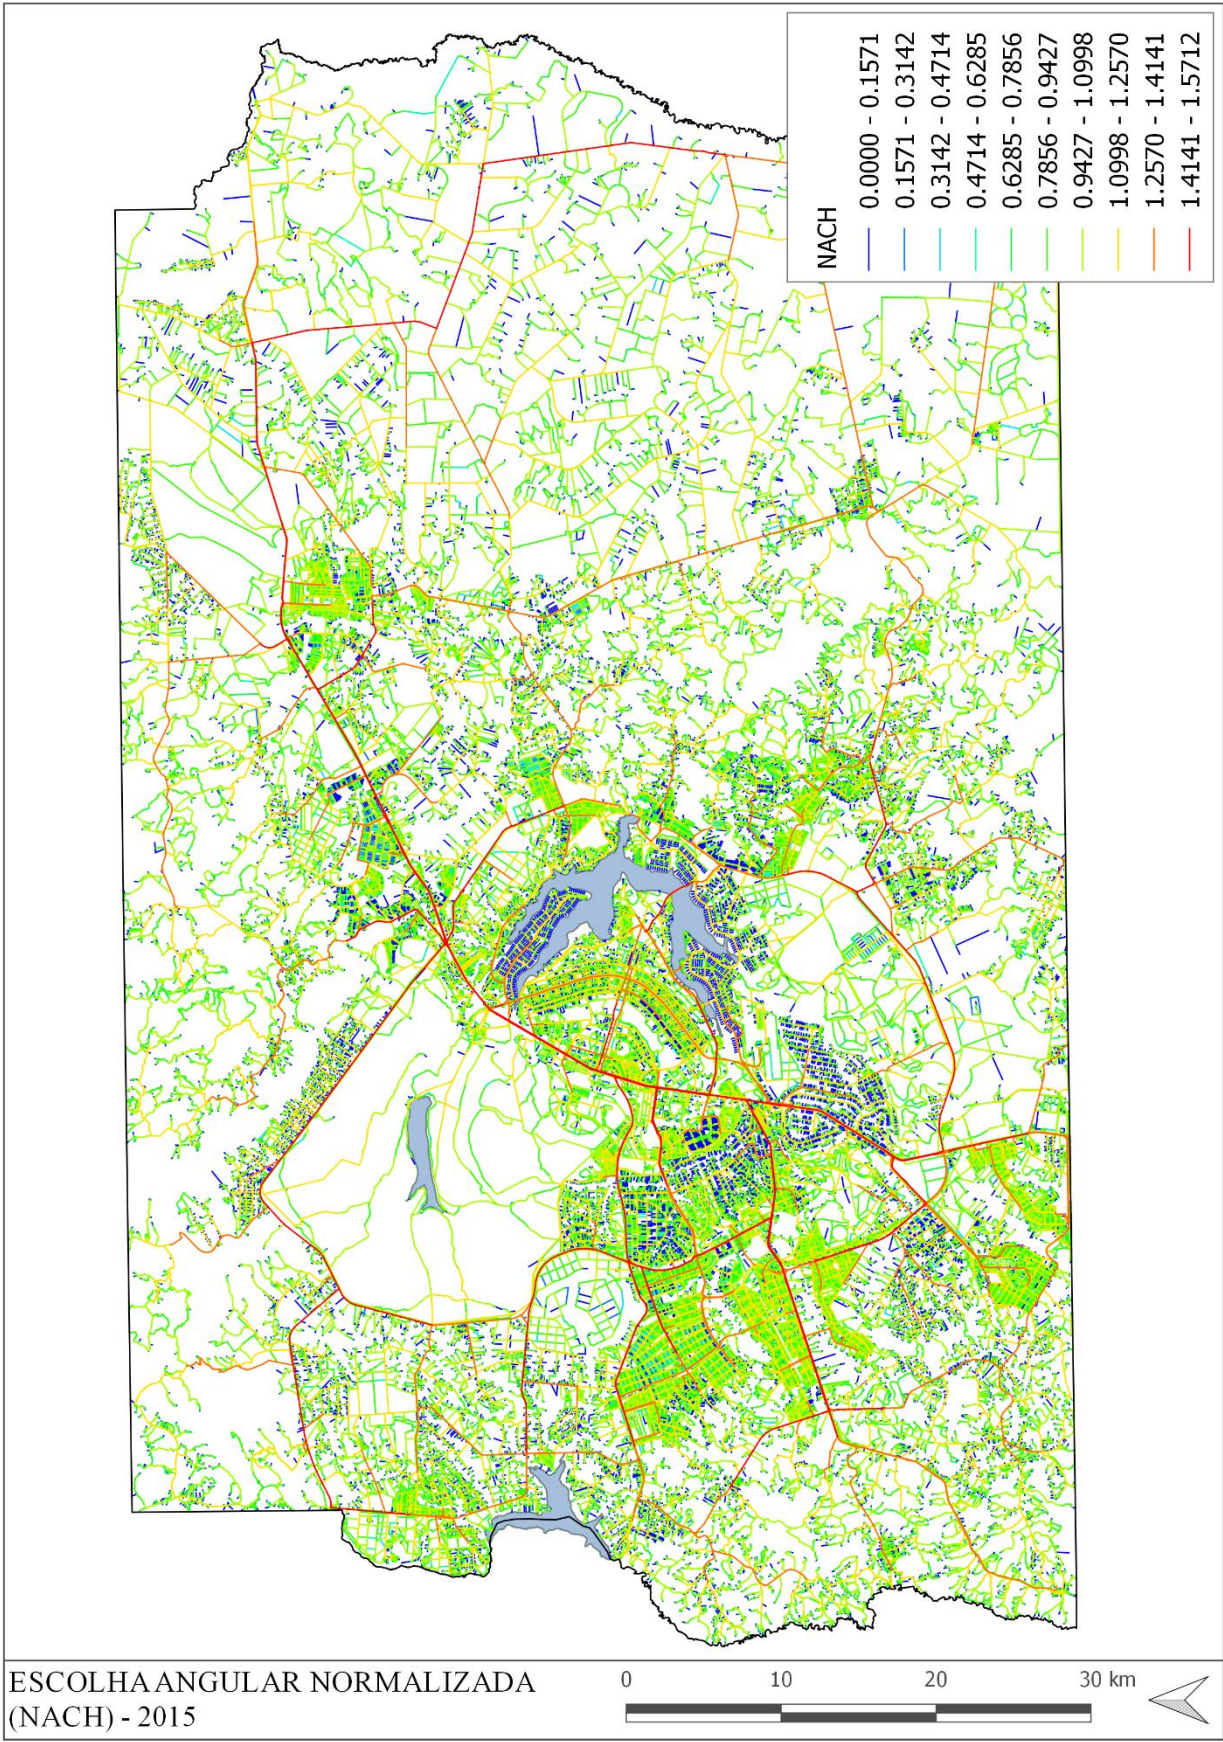 NACH
0.0000 - 0.1571
0.1571 - 0.3142
0.3142 - 0.4714
0.4714 - 0.6285
0.6285 - 0.7856
0.7856 - 0.9427
0.9427 - 1.0998
1.0998 - 1.2570
1.2570 - 1.4141
1.4141 - 1.5712
ESCOLHA ANGULAR NORMALIZADA
(NACH) - 2015
0 10 20 30 km